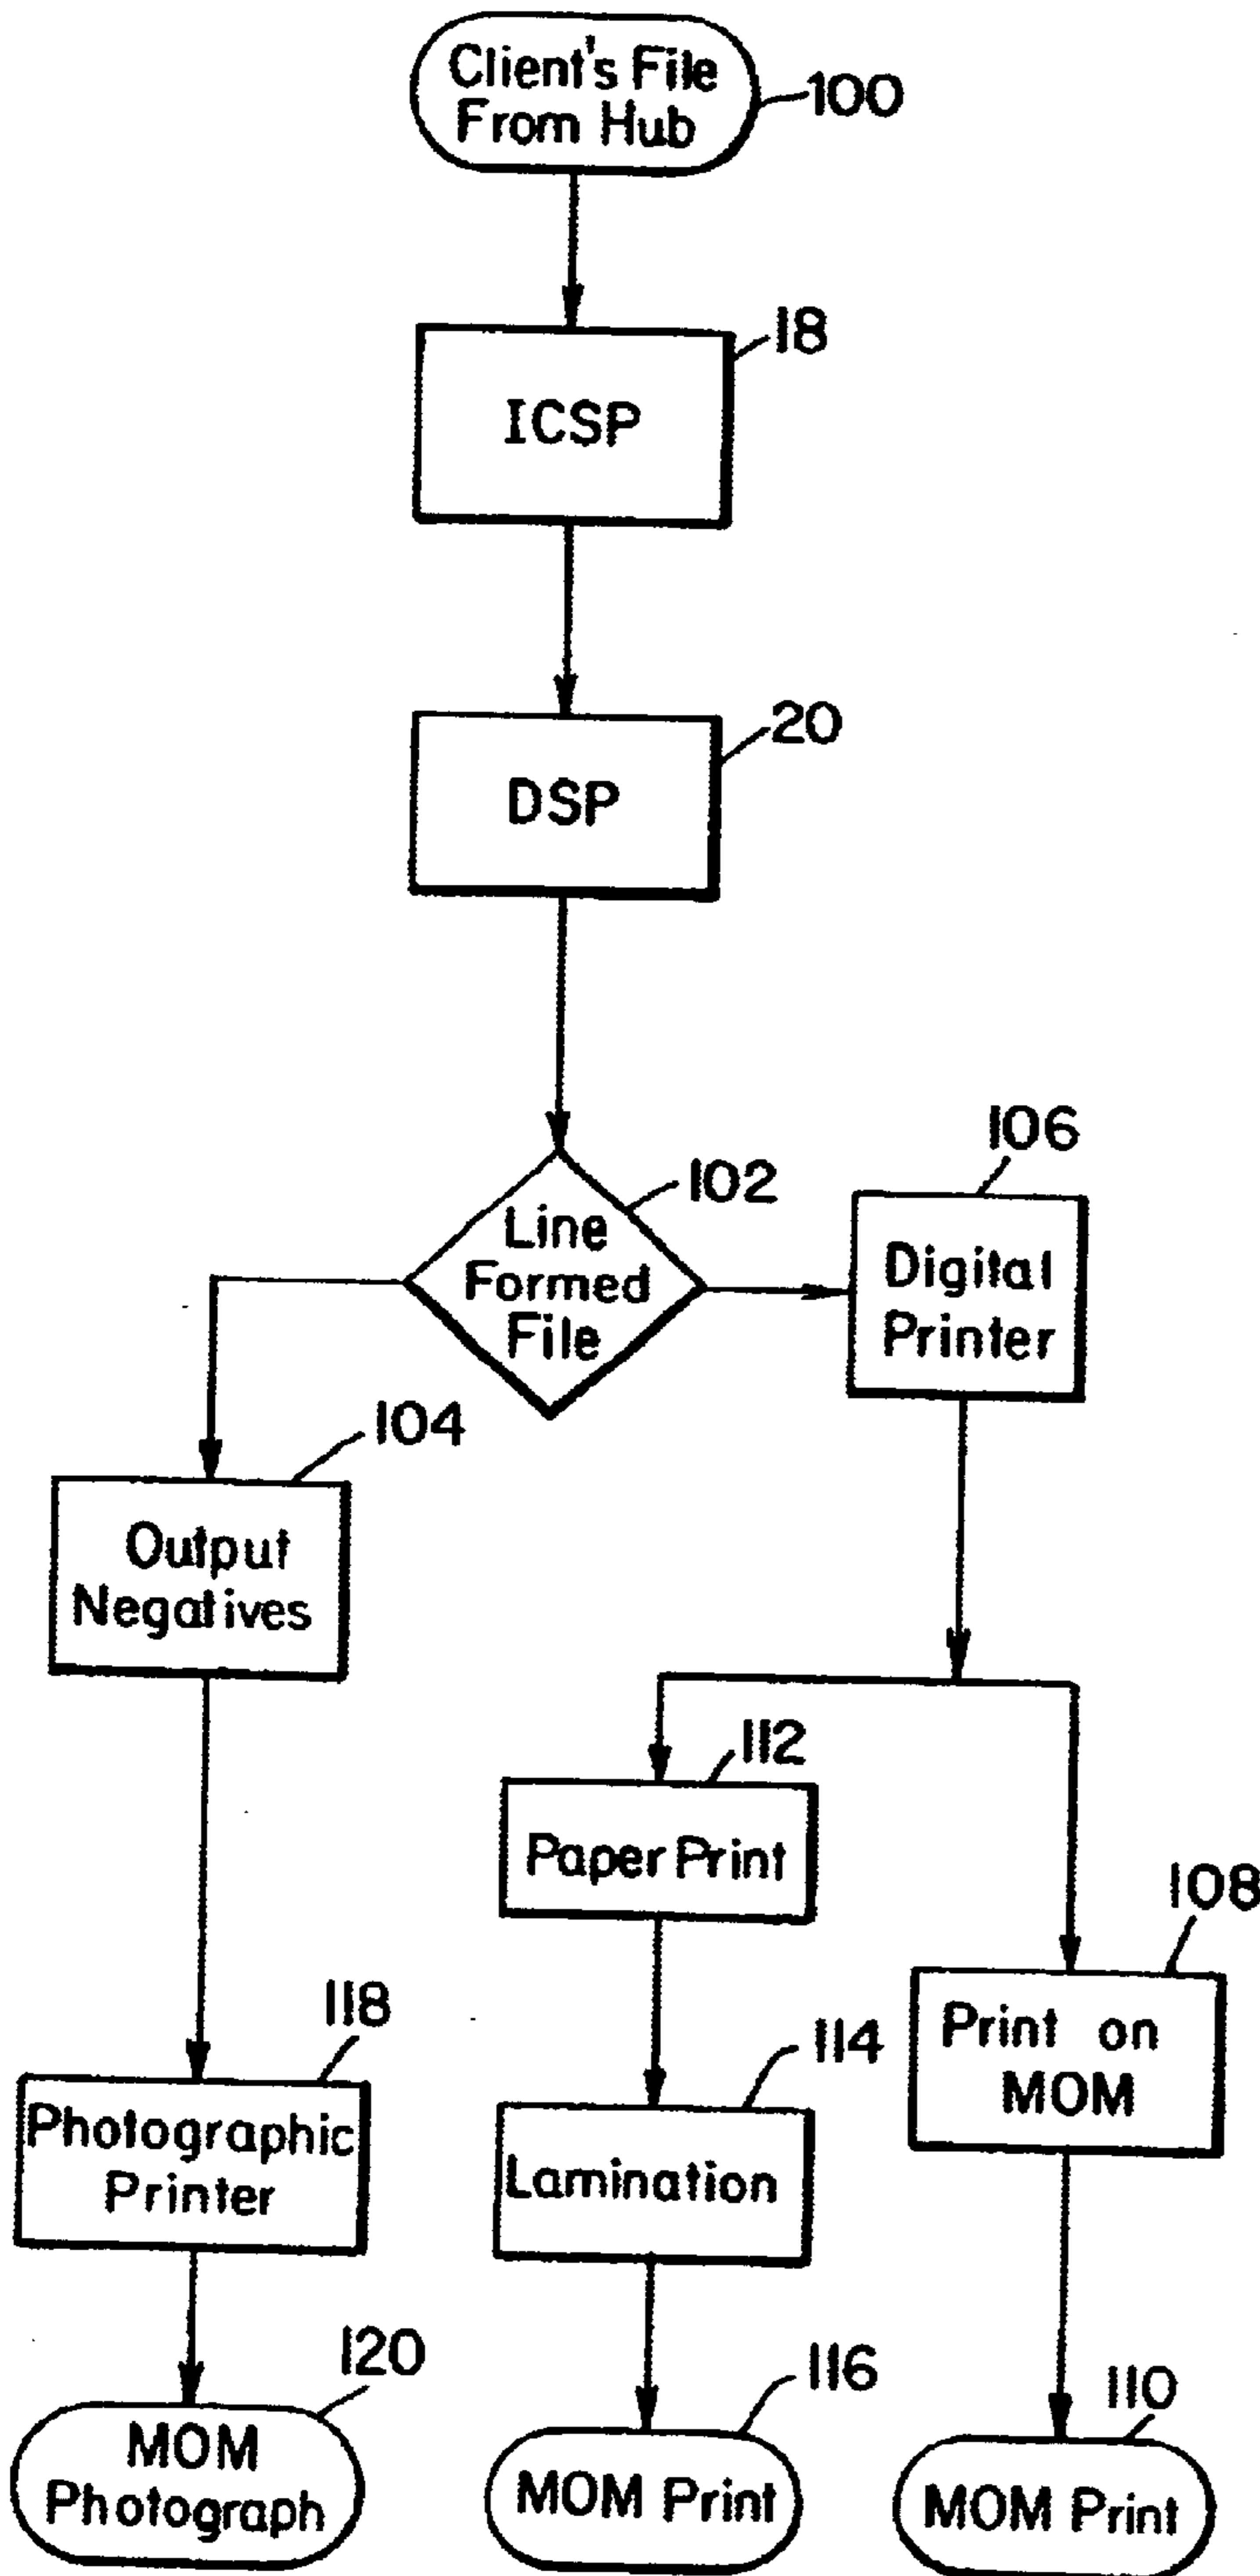 Client's File
From Hub
100
18
ICSP
20
DSP
102
Line
Formed
File
106
Digital
Printer
104
Output
Negatives
112
Paper Print
108
Print on
MOM
118
Photographic
Printer
114
Lamination
120
MOM
Photograph
116
MOM Print
110
MOM Print